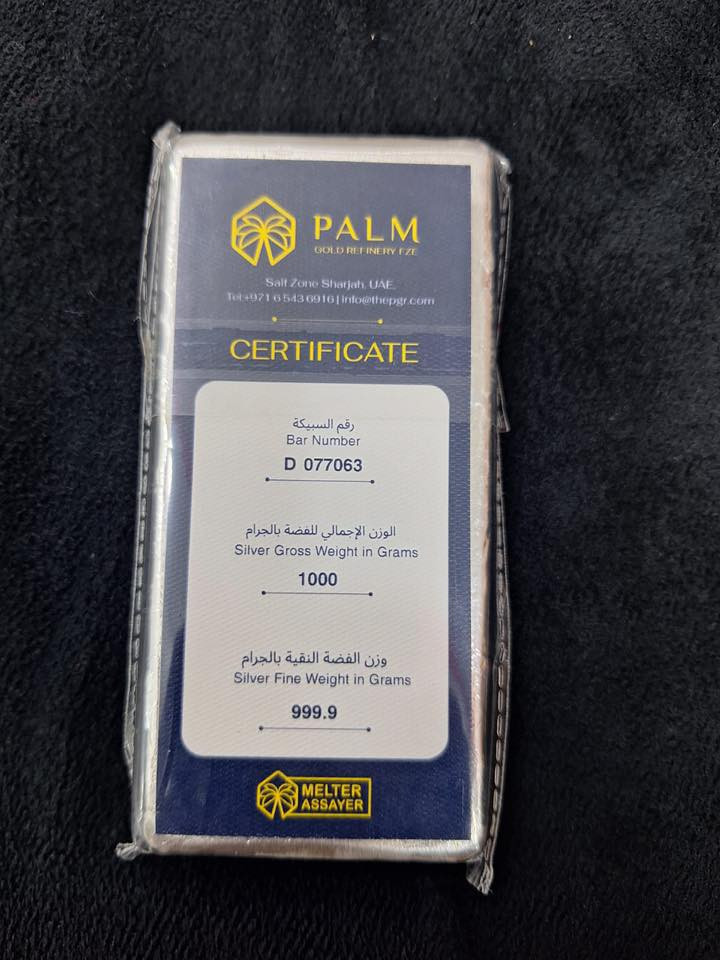 PALM
GOLD REFINERY FZE
Saif Zone Sharjah, UAE.
Tel:+971 6 543 6916 | info@thepgr.com
CERTIFICATE
رقم السبيكة
Bar Number
D 077063
الوزن الإجمالي للفضة بالجرام
Silver Gross Weight in Grams
1000
وزن الفضة النقية بالجرام
Silver Fine Weight in Grams
999.9
MELTER
ASSAYER